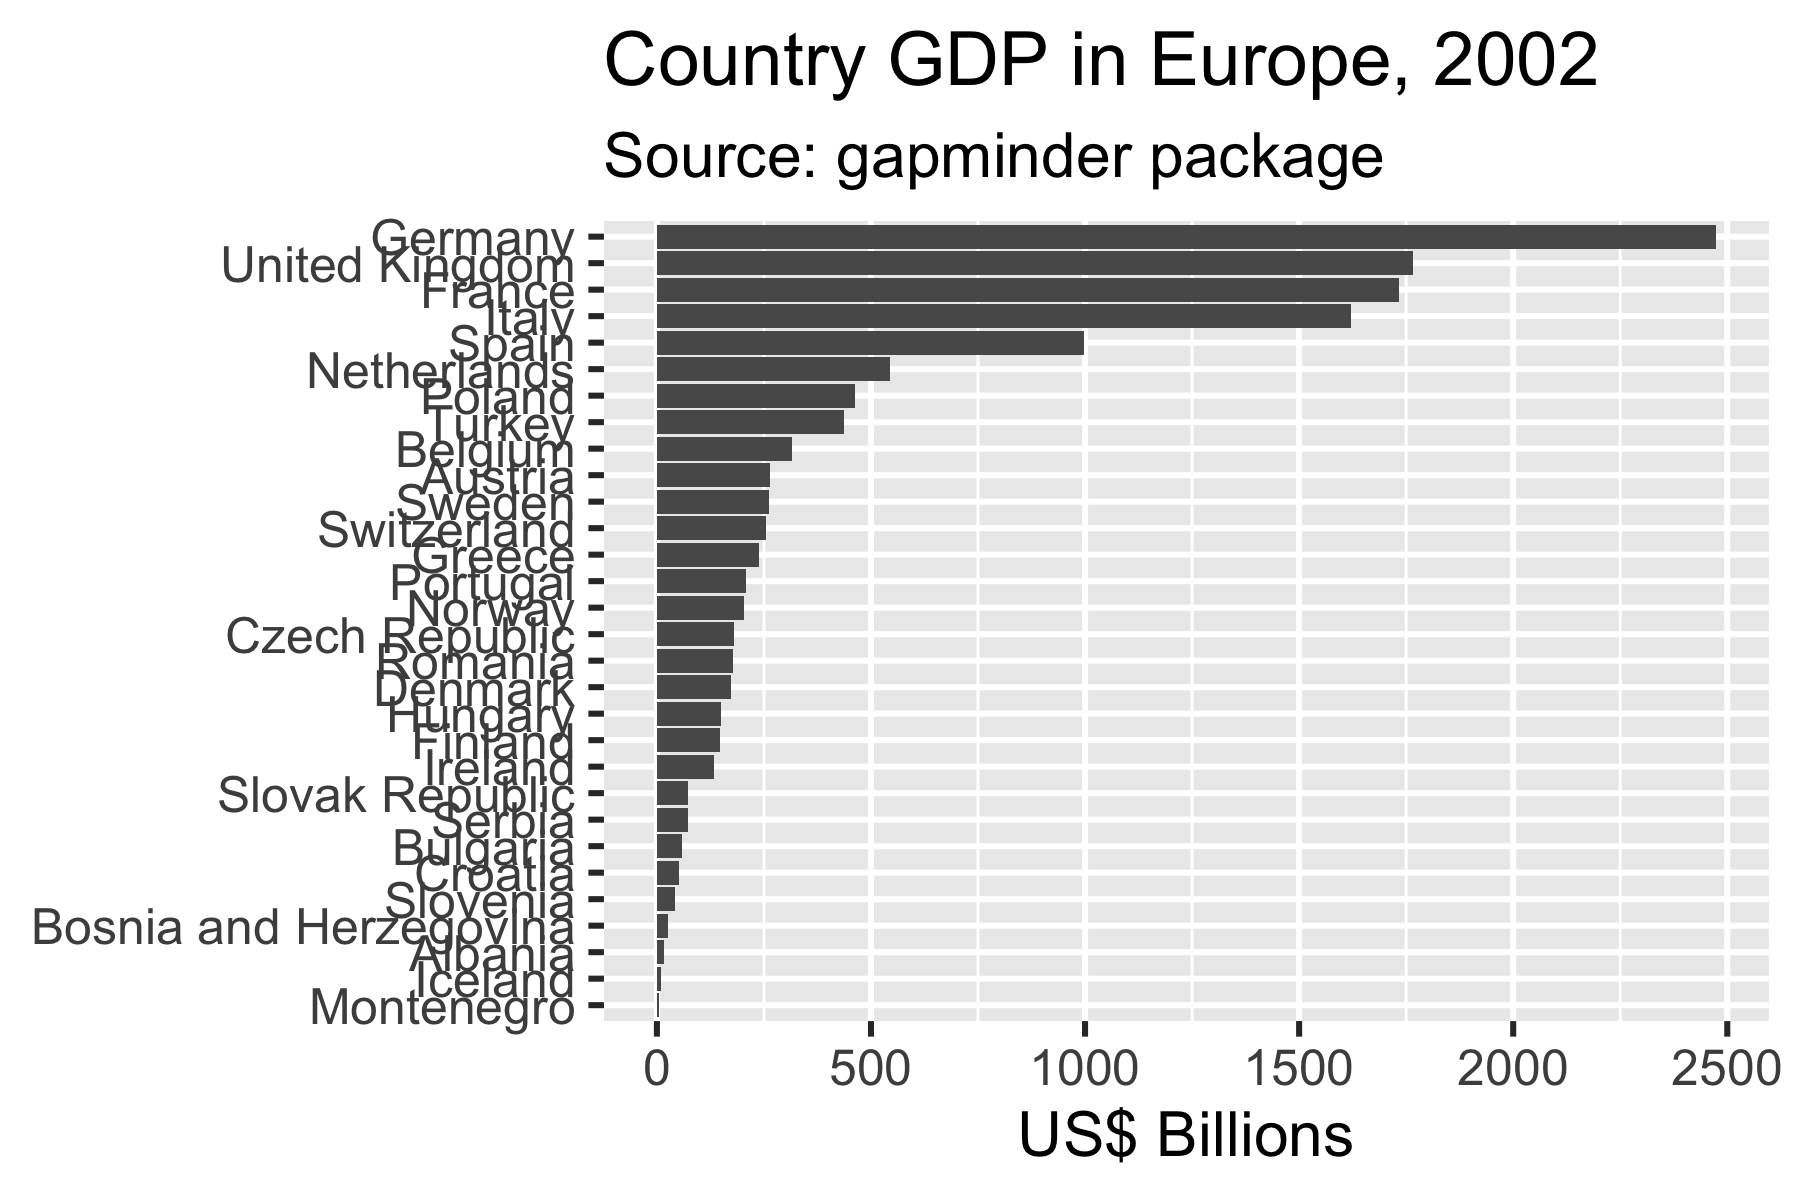 Country GDP in Europe, 2002
Source: gapminder package
Germany
United Kingdom
France
Italy
Spain
Netherlands
Poland
Turkey
Belgium
Austria
Sweden
Switzerland
Greece
Portugal
Norway
Czech Republic
Romania
Denmark
Hungary
Finland
Ireland
Slovak Republic
Serbia
Bulgaria
Croatia
Slovenia
Bosnia and Herzegovina
Albania
Iceland
Montenegro
0 500 1000 1500 2000 2500
US$ Billions